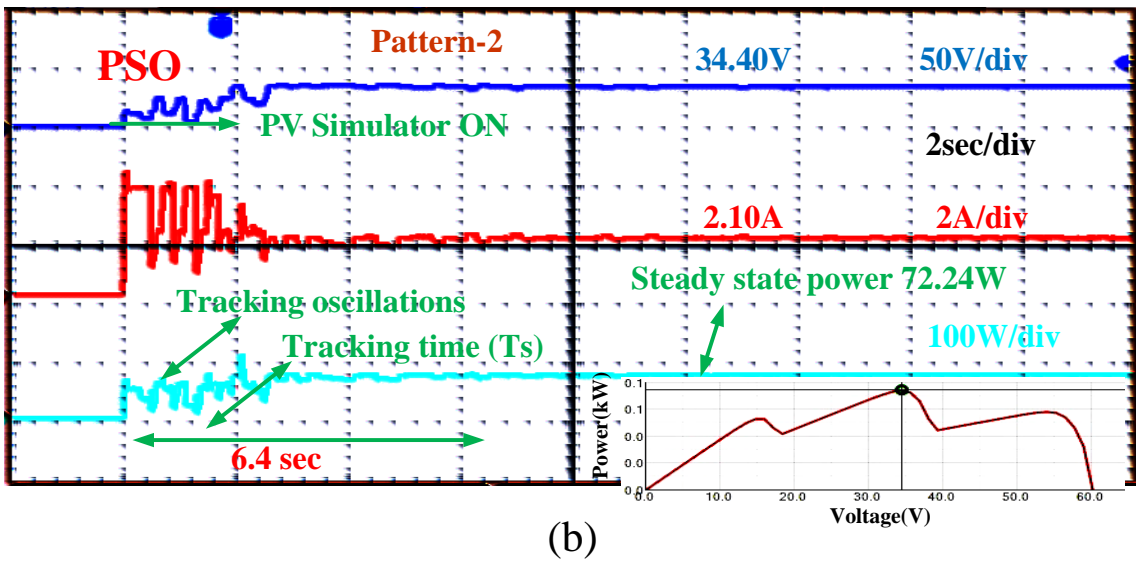 Pattern-2
34.40V
50V/div
PSO
PV Simulator ON
2sec/div
2.10A
2A/div
Steady state power 72.24W
Tracking oscillations
100W/div
Tracking time (Ts)
6.4 sec
Power(kW)
0.1
0.1
0.0
0.0
0.0
0.0 10.0 20.0 30.0 40.0 50.0 60.0
Voltage(V)
(b)